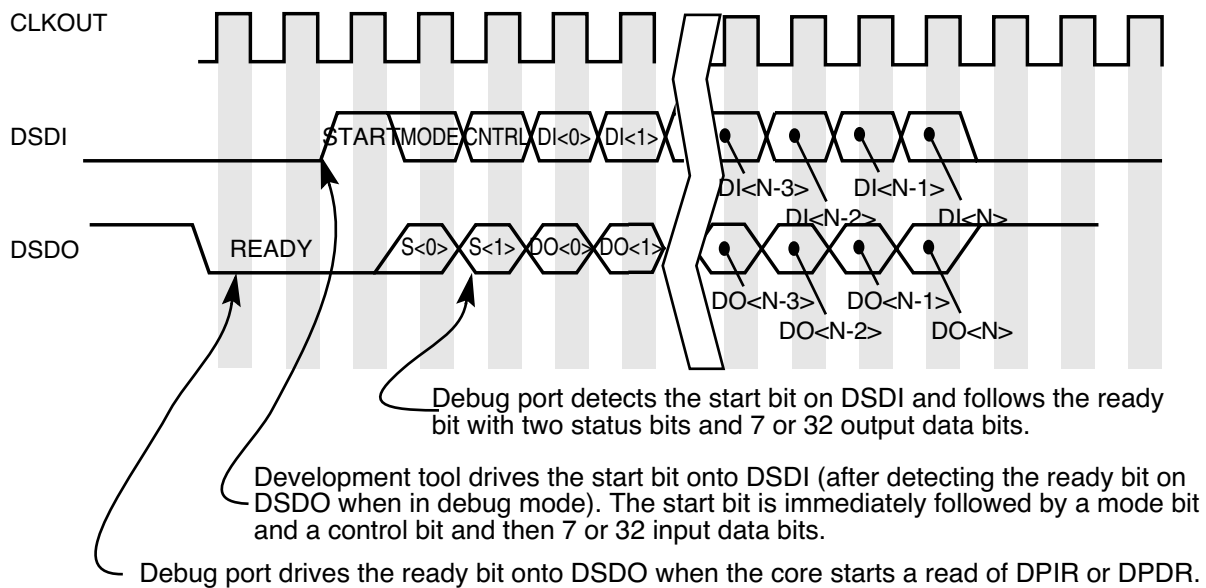 CLKOUT
DSDI
START MODE CNTRL DI<0> DI<1>
DI<N-3> DI<N-1>
DI<N-2> DI<N>
DSDO
READY S<0> S<1> DO<0> DO<1>
DO<N-3> DO<N-1>
DO<N-2> DO<N>
Debug port detects the start bit on DSDI and follows the ready
bit with two status bits and 7 or 32 output data bits.
Development tool drives the start bit onto DSDI (after detecting the ready bit on
DSDO when in debug mode). The start bit is immediately followed by a mode bit
and a control bit and then 7 or 32 input data bits.
Debug port drives the ready bit onto DSDO when the core starts a read of DPIR or DPDR.